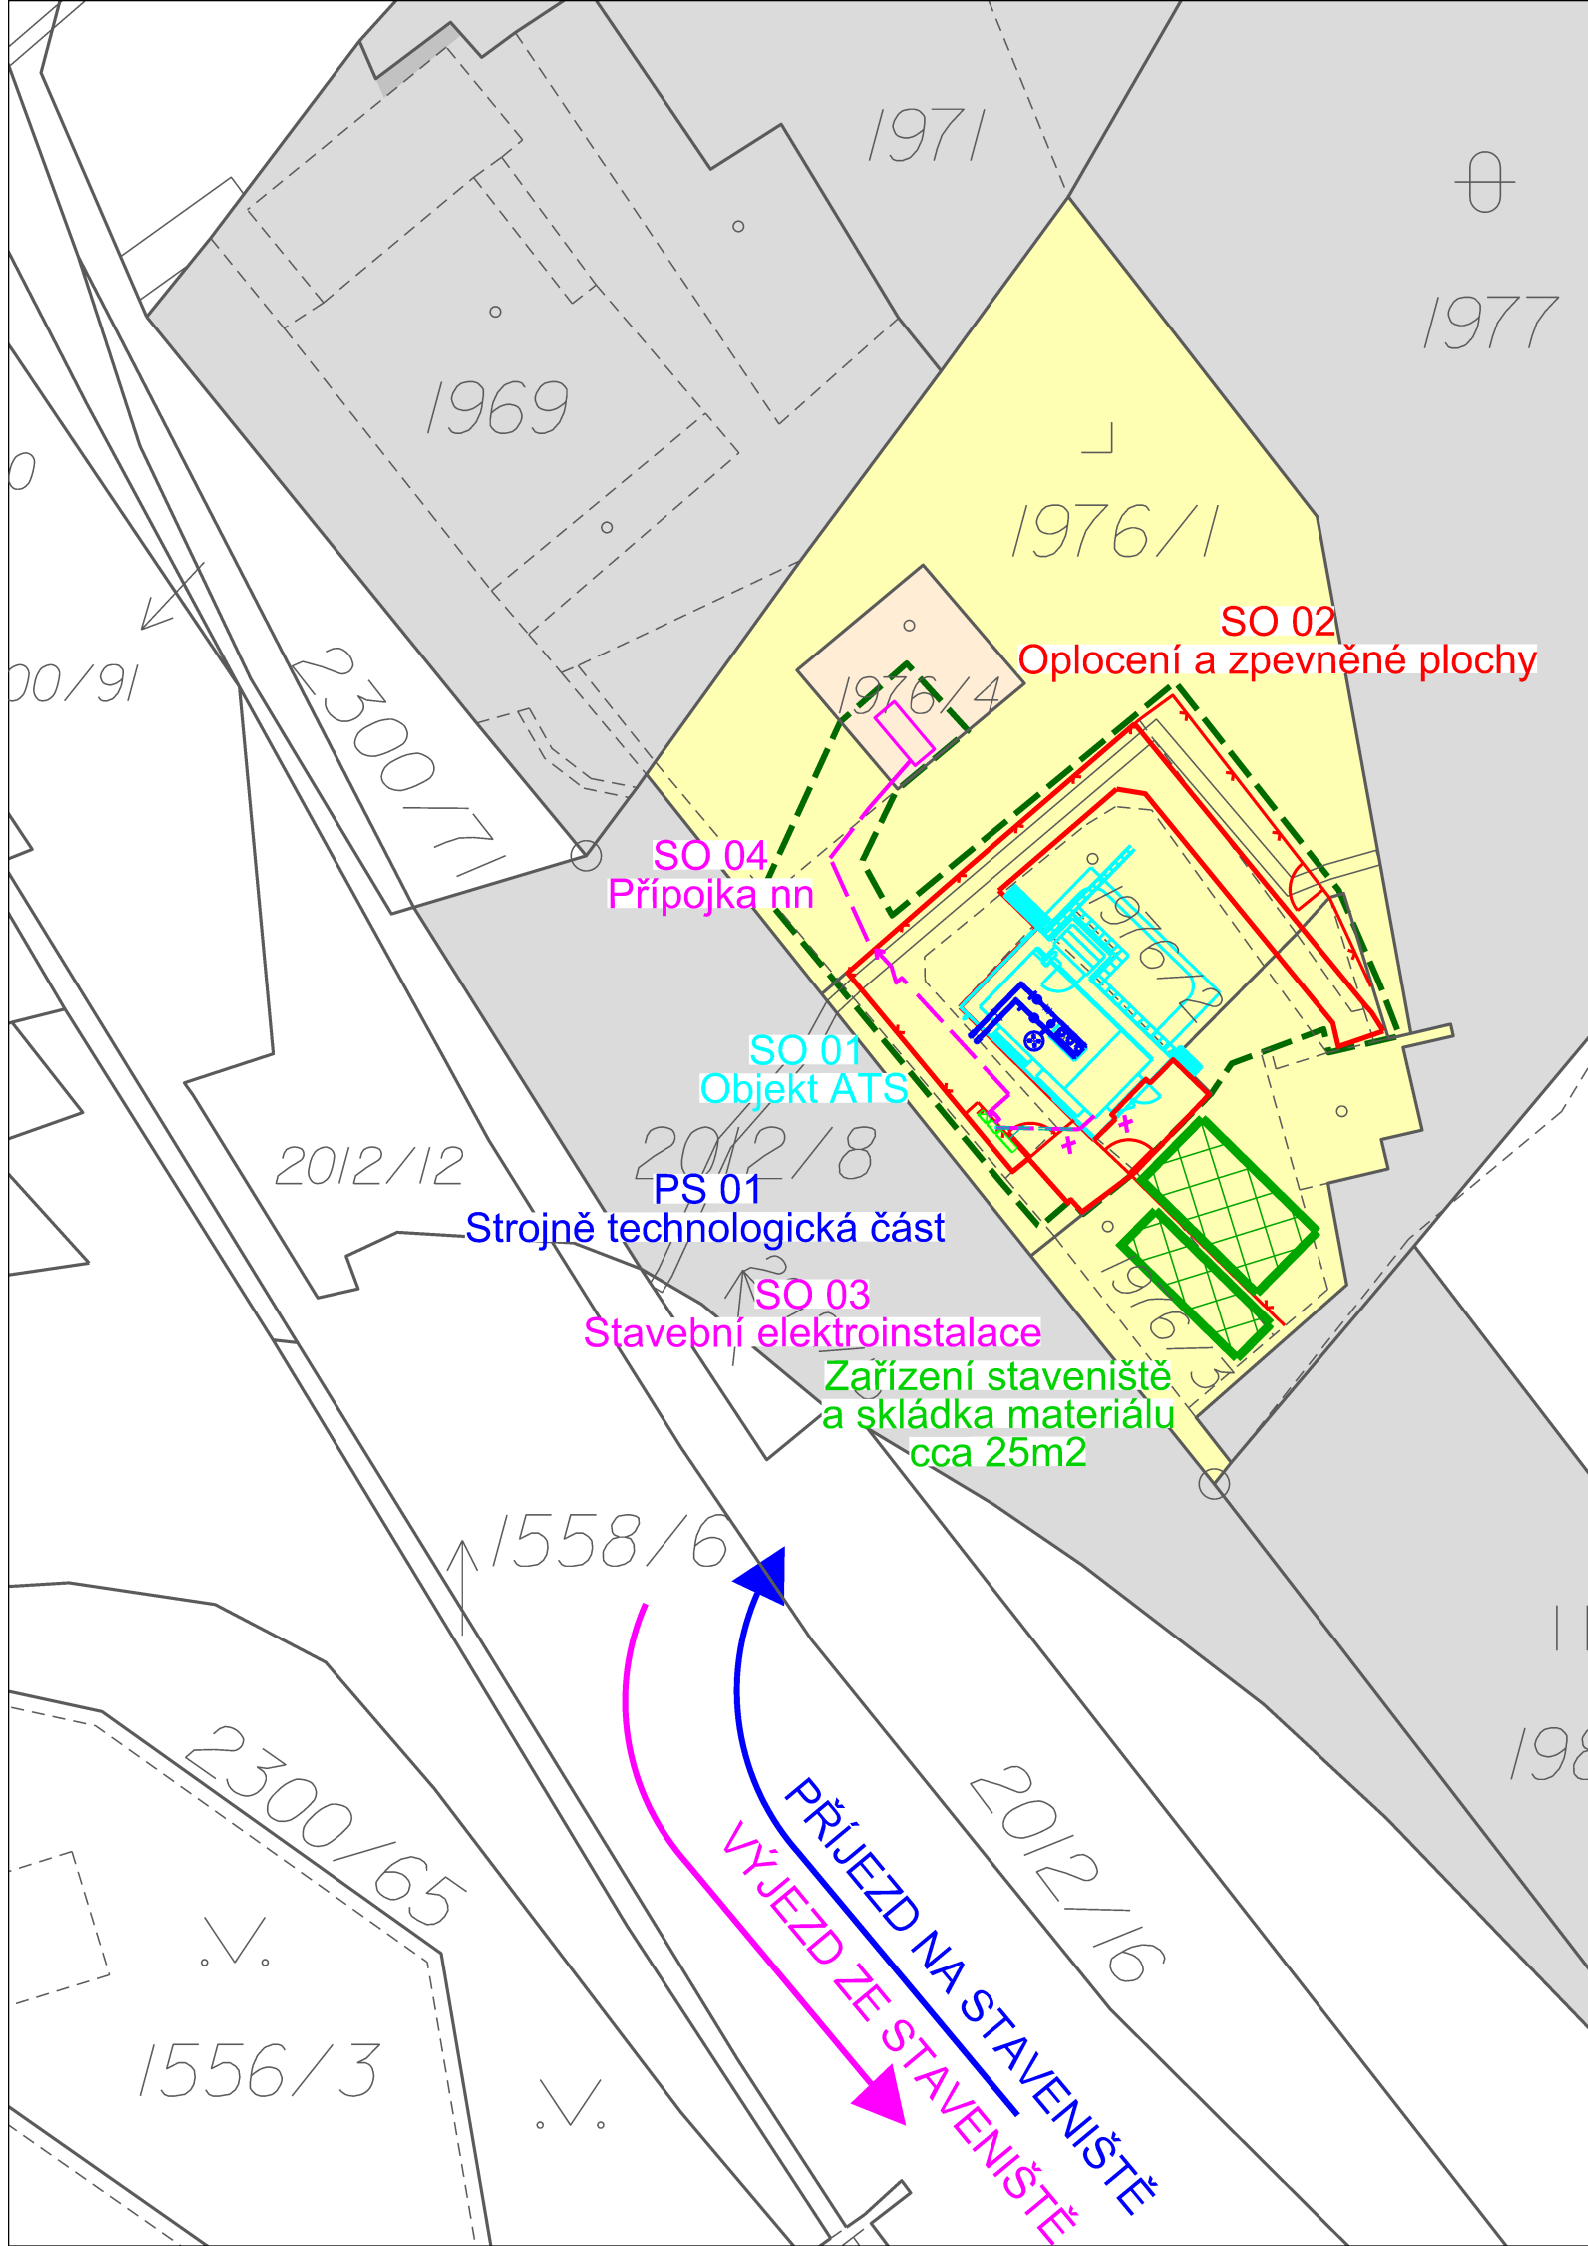 1971
1977
1969
1976/1
00/91
2300/71
SO 02
Oplocení a zpevněné plochy
1976/4
SO 04
Přípojka nn
1976/2
SO 01
Objekt ATS
2012/12
2012/8
PS 01
Strojně technologická část
SO 03
Stavební elektroinstalace
1976/3
Zařízení staveniště
a skládka materiálu
cca 25m2
1558/6
198
2300/65
2012/16
PŘÍJEZD NA STAVENIŠTĚ
VÝJEZD ZE STAVENIŠTĚ
1556/3